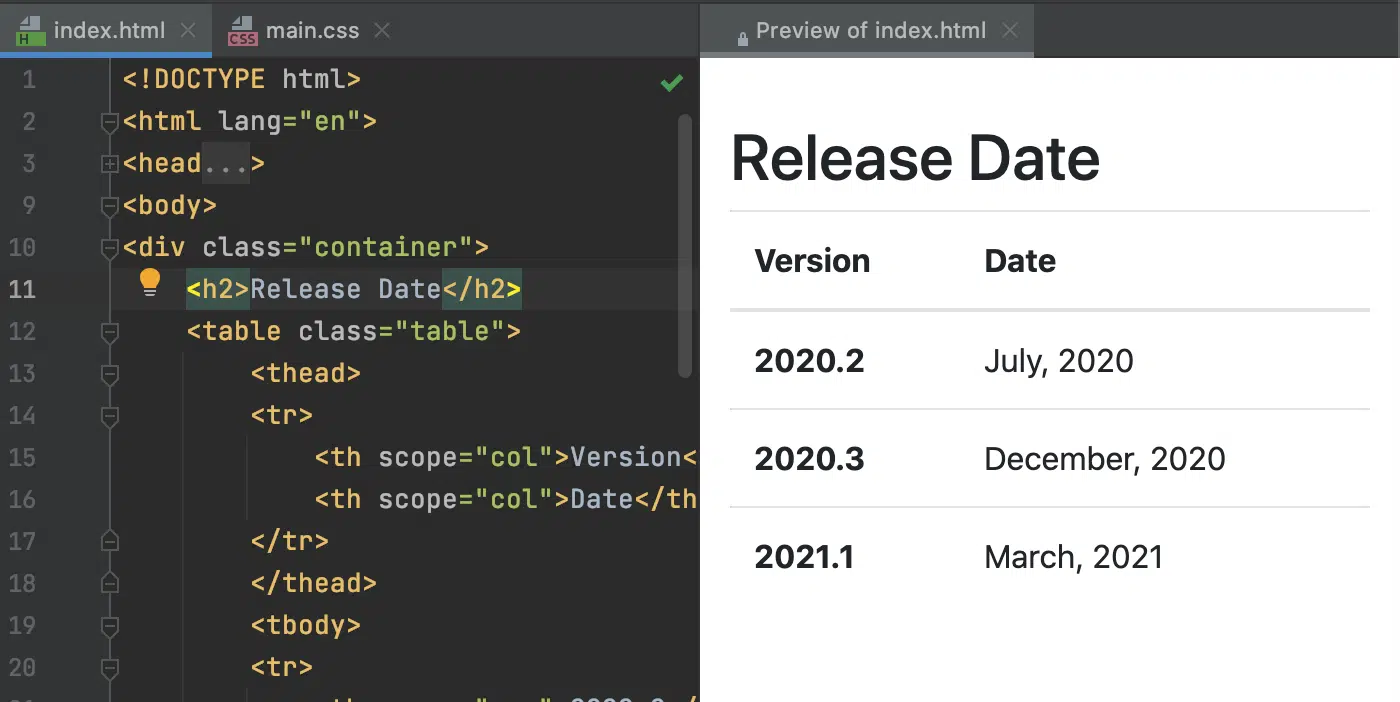 index.html
main.css
1 <!DOCTYPE html>
2 <html lang="en">
3 <head...>
9 <body>
10 <div class="container">
11 <h2>Release Date</h2>
12 <table class="table">
13 <thead>
14 <tr>
15 <th scope="col">Version<
16 <th scope="col">Date</th
17 </tr>
18 </thead>
19 <tbody>
20 <tr>
Preview of index.html
Release Date
Version Date
2020.2 July, 2020
2020.3 December, 2020
2021.1 March, 2021